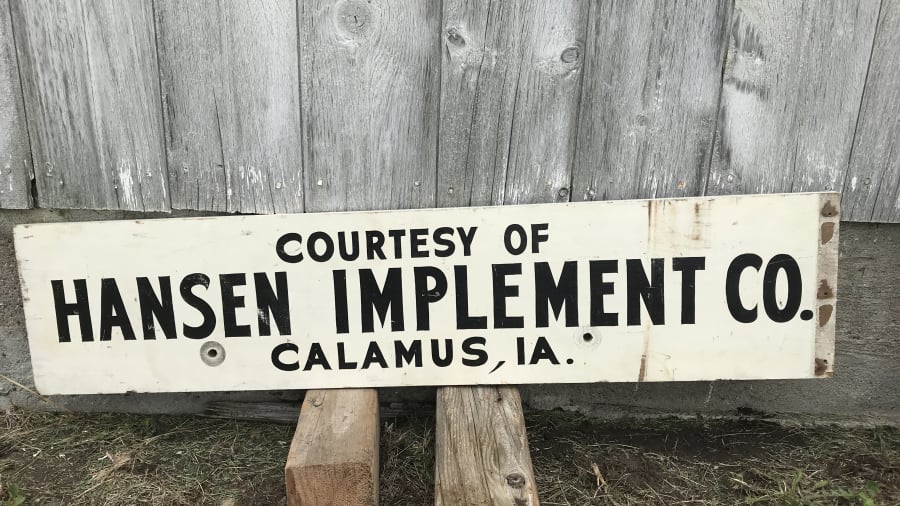 COURTESY OF
HANSEN IMPLEMENT CO.
CALAMUS, IA.